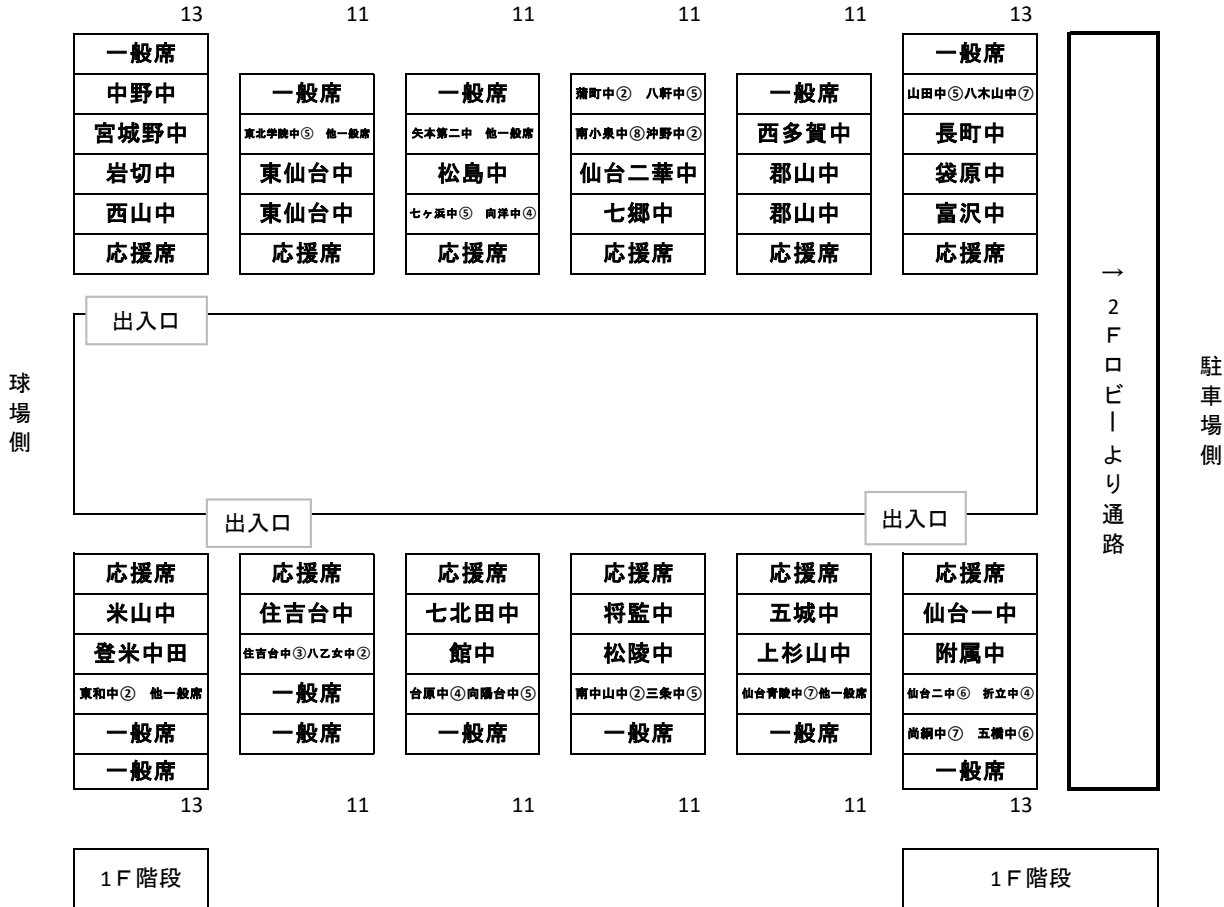 13 11 11 11 11 13
一般席 一般席
中野中 一般席 一般席 蒲町中② 八軒中⑤ 一般席 山田中⑤八木山中⑦
宮城野中 東北学院中⑤ 他一般席 矢本第二中 他一般席 南小泉中⑧沖野中② 西多賀中 長町中
岩切中 東仙台中 松島中 仙台二華中 郡山中 袋原中
西山中 東仙台中 七ヶ浜中⑤ 向洋中④ 七郷中 郡山中 富沢中
応援席 応援席 応援席 応援席 応援席 応援席
出入口
球場側
→2Fロビーより通路
駐車場側
出入口 出入口
応援席 応援席 応援席 応援席 応援席 応援席
米山中 住吉台中 七北田中 将監中 五城中 仙台一中
登米中田 住吉台中③八乙女中② 館中 松陵中 上杉山中 附属中
東和中② 他一般席 一般席 台原中④向陽台中⑤ 南中山中②三条中⑤ 仙台青陵中⑦他一般席 仙台二中⑥ 折立中④
一般席 一般席 一般席 一般席 一般席 尚絅中⑦ 五橋中⑥
一般席 一般席
13 11 11 11 11 13
1F階段 1F階段